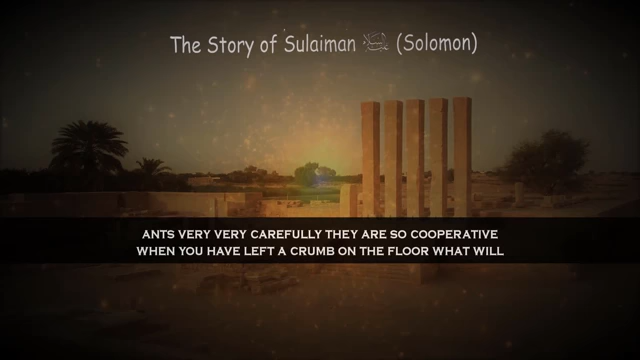 The Story of Sulaiman (Solomon)
ANTS VERY VERY CAREFULLY THEY ARE SO COOPERATIVE
WHEN YOU HAVE LEFT A CRUMB ON THE FLOOR WHAT WILL